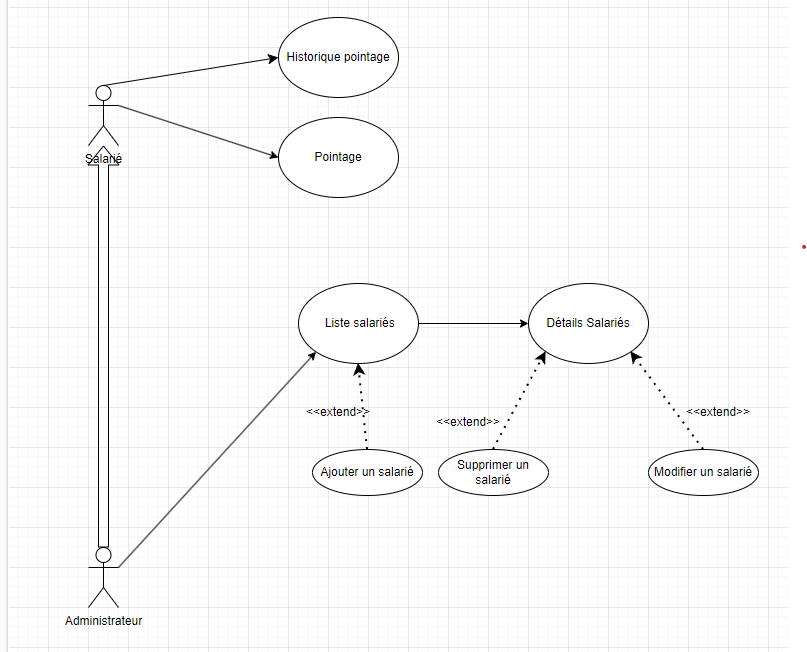 Historique pointage
Salarié
Pointage
Liste salariés
Détails Salariés
<<extend>>
<<extend>>
<<extend>>
Ajouter un salarié
Supprimer un
salarié
Modifier un salarié
Administrateur